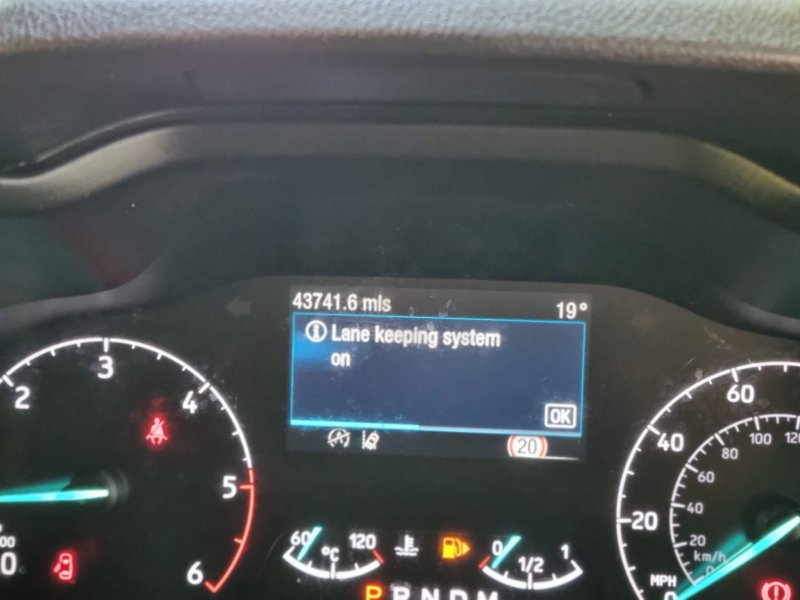 43741.6 mls 19°
Lane keeping system
on
OK
20
2 3 4 5 6
60 °C 120
0 1/2 1
P R N D M
20 40 60
20 40 60 80 100
km/h
MPH
0